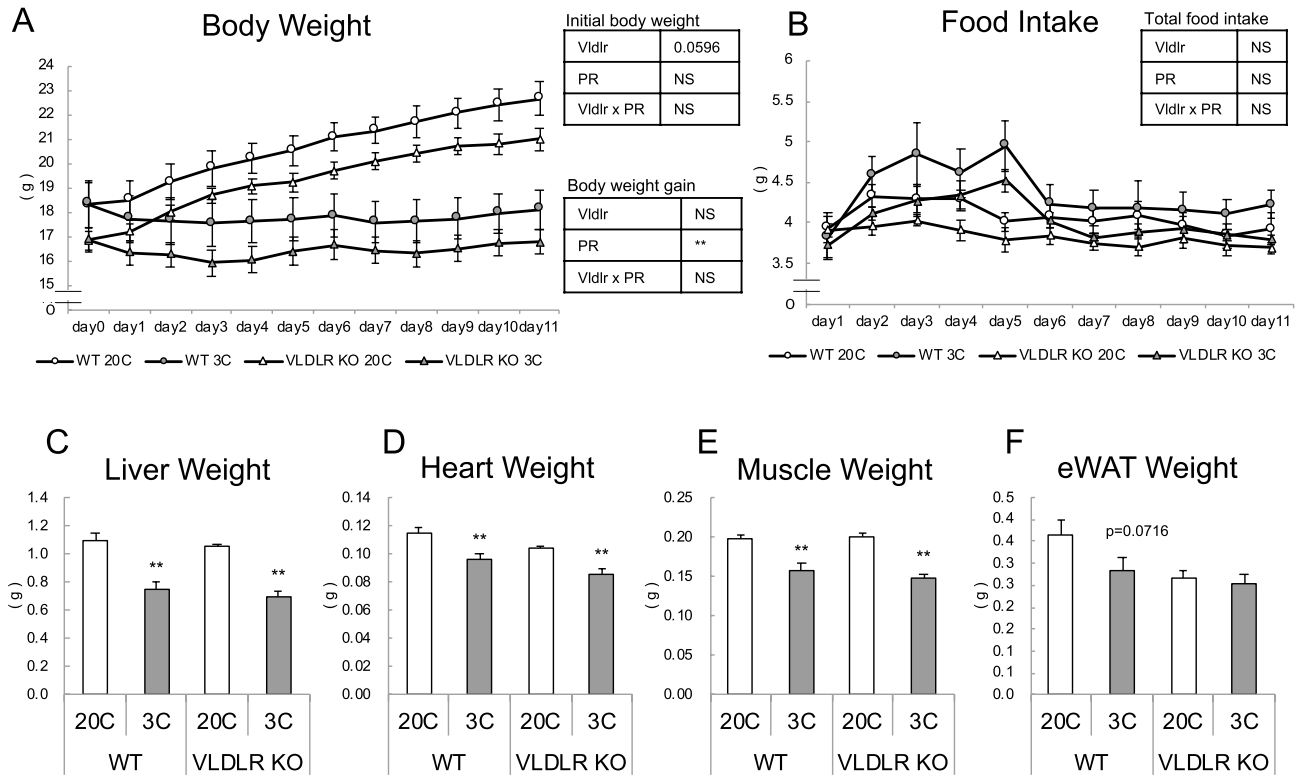 A
Body Weight
Initial body weight
Vldlr 0.0596
PR NS
Vldlr x PR NS
Body weight gain
Vldlr NS
PR **
Vldlr x PR NS
24
23
22
21
20
19
18
17
16
15
0
(g)
day0 day1 day2 day3 day4 day5 day6 day7 day8 day9 day10 day11
WT 20C WT 3C VLDLR KO 20C VLDLR KO 3C
B
Food Intake
Total food intake
Vldlr NS
PR NS
Vldlr x PR NS
6
5.5
5
4.5
4
3.5
0
(g)
day1 day2 day3 day4 day5 day6 day7 day8 day9 day10 day11
WT 20C WT 3C VLDLR KO 20C VLDLR KO 3C
C
Liver Weight
1.4
1.2
1.0
0.8
0.6
0.4
0.2
0.0
(g)
**
**
20C 3C 20C 3C
WT VLDLR KO
D
Heart Weight
0.14
0.12
0.10
0.08
0.06
0.04
0.02
0.00
(g)
**
**
20C 3C 20C 3C
WT VLDLR KO
E
Muscle Weight
0.25
0.20
0.15
0.10
0.05
0.00
(g)
**
**
20C 3C 20C 3C
WT VLDLR KO
F
eWAT Weight
0.5
0.4
0.4
0.3
0.3
0.2
0.2
0.1
0.1
0.0
(g)
p=0.0716
20C 3C 20C 3C
WT VLDLR KO